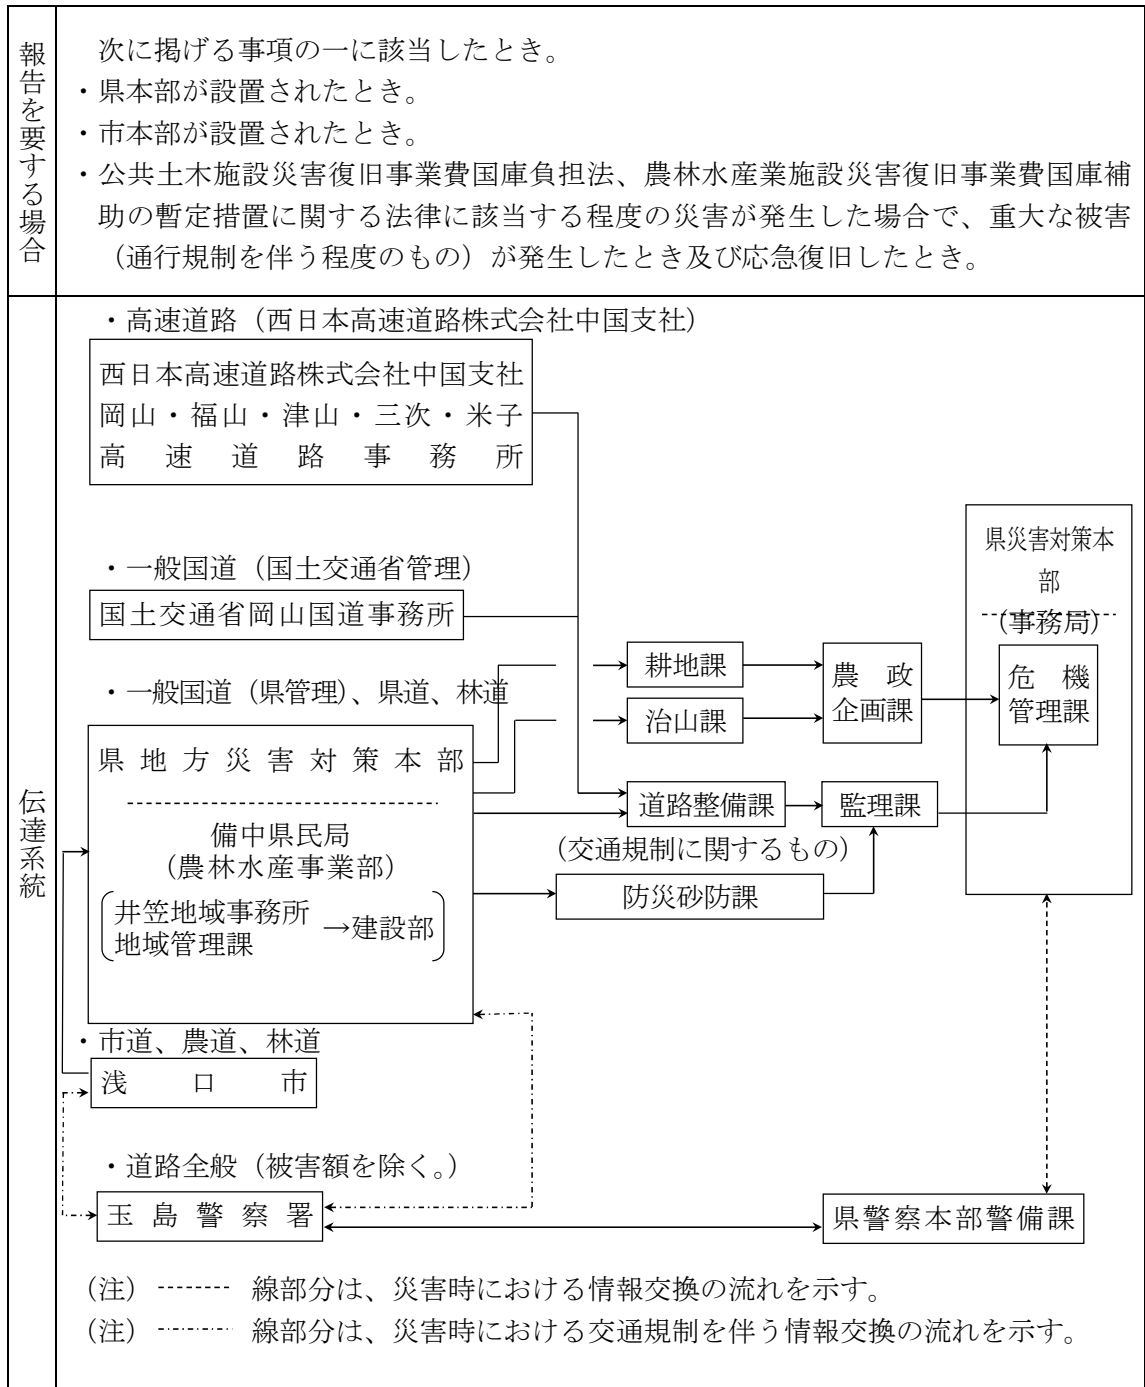 報告を要する場合
次に掲げる事項の一に該当したとき。
・県本部が設置されたとき。
・市本部が設置されたとき。
・公共土木施設災害復旧事業費国庫負担法、農林水産業施設災害復旧事業費国庫補
助の暫定措置に関する法律に該当する程度の災害が発生した場合で、重大な被害
（通行規制を伴う程度のもの）が発生したとき及び応急復旧したとき。
伝達系統
・高速道路（西日本高速道路株式会社中国支社）
西日本高速道路株式会社中国支社
岡山・福山・津山・三次・米子
高速道路事務所
・一般国道（国土交通省管理）
国土交通省岡山国道事務所
・一般国道（県管理）、県道、林道
県地方災害対策本部
備中県民局
（農林水産事業部）
井笠地域事務所
地域管理課
→建設部
・市道、農道、林道
浅口市
・道路全般（被害額を除く。）
玉島警察署
耕地課
治山課
農政
企画課
道路整備課
監理課
（交通規制に関するもの）
防災砂防課
県災害対策本
部
（事務局）
危機
管理課
県警察本部警備課
（注） -------- 線部分は、災害時における情報交換の流れを示す。
（注） -･-･-･-･- 線部分は、災害時における交通規制を伴う情報交換の流れを示す。